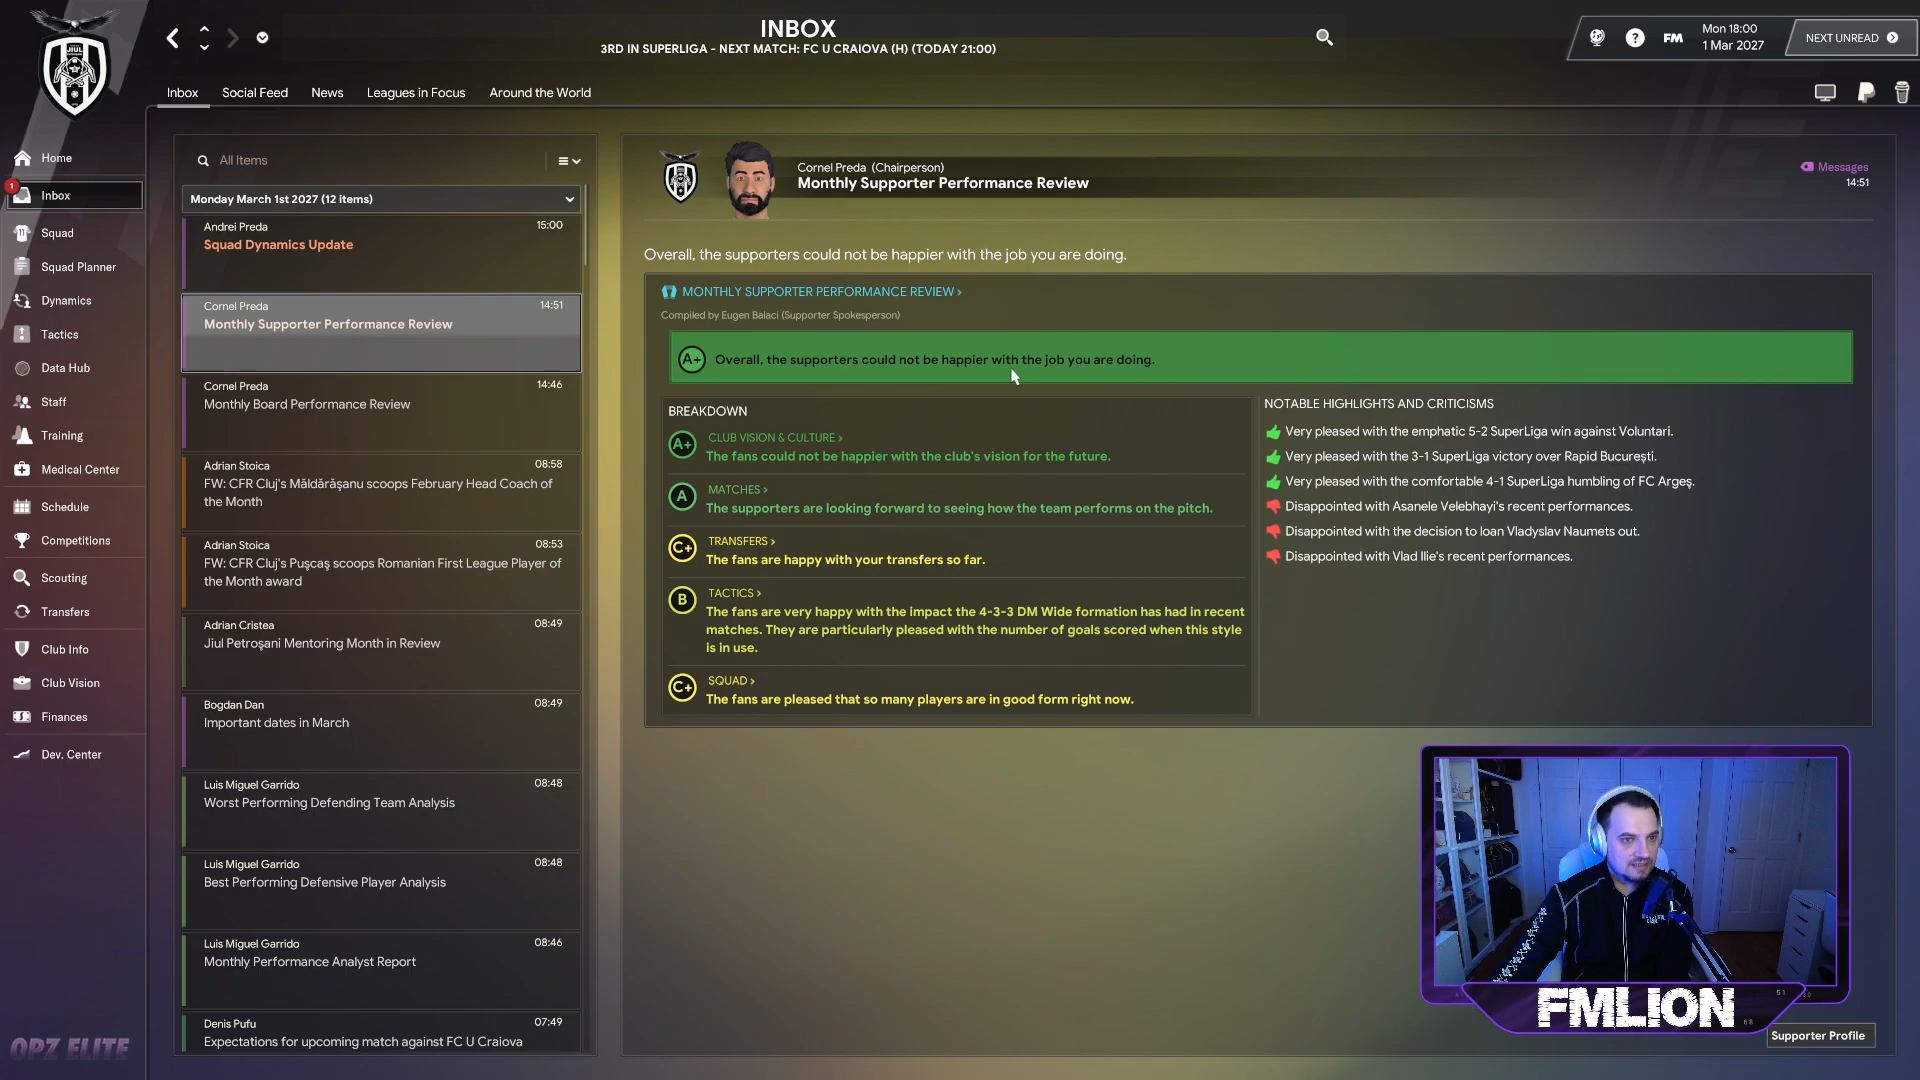 INBOX
3RD IN SUPERLIGA - NEXT MATCH: FC U CRAIOVA (H) (TODAY 21:00)
FM
Mon 18:00
1 Mar 2027
NEXT UNREAD
JIUL
Inbox
Social Feed
News
Leagues in Focus
Around the World
Home
1
Inbox
Squad
Squad Planner
Dynamics
Tactics
Data Hub
Staff
Training
Medical Center
Schedule
Competitions
Scouting
Transfers
Club Info
Club Vision
Finances
Dev. Center
OPZ ELITE
All Items
Monday March 1st 2027 (12 items)
Andrei Preda 15:00
Squad Dynamics Update
Cornel Preda 14:51
Monthly Supporter Performance Review
Cornel Preda 14:46
Monthly Board Performance Review
Adrian Stoica 08:58
FW: CFR Cluj's Măldărăşanu scoops February Head Coach of
the Month
Adrian Stoica 08:53
FW: CFR Cluj's Puşcaş scoops Romanian First League Player of
the Month award
Adrian Cristea 08:49
Jiul Petroşani Mentoring Month in Review
Bogdan Dan 08:49
Important dates in March
Luis Miguel Garrido 08:48
Worst Performing Defending Team Analysis
Luis Miguel Garrido 08:48
Best Performing Defensive Player Analysis
Luis Miguel Garrido 08:46
Monthly Performance Analyst Report
Denis Pufu 07:49
Expectations for upcoming match against FC U Craiova
Cornel Preda (Chairperson)
Monthly Supporter Performance Review
Messages
14:51
Overall, the supporters could not be happier with the job you are doing.
MONTHLY SUPPORTER PERFORMANCE REVIEW >
Compiled by Eugen Balaci (Supporter Spokesperson)
A+ Overall, the supporters could not be happier with the job you are doing.
BREAKDOWN
A+ CLUB VISION & CULTURE >
The fans could not be happier with the club's vision for the future.
A MATCHES >
The supporters are looking forward to seeing how the team performs on the pitch.
C+ TRANSFERS >
The fans are happy with your transfers so far.
B TACTICS >
The fans are very happy with the impact the 4-3-3 DM Wide formation has had in recent
matches. They are particularly pleased with the number of goals scored when this style
is in use.
C+ SQUAD >
The fans are pleased that so many players are in good form right now.
NOTABLE HIGHLIGHTS AND CRITICISMS
Very pleased with the emphatic 5-2 SuperLiga win against Voluntari.
Very pleased with the 3-1 SuperLiga victory over Rapid Bucureşti.
Very pleased with the comfortable 4-1 SuperLiga humbling of FC Argeş.
Disappointed with Asanele Velebhayi's recent performances.
Disappointed with the decision to loan Vladyslav Naumets out.
Disappointed with Vlad Ilie's recent performances.
FMLION
Supporter Profile